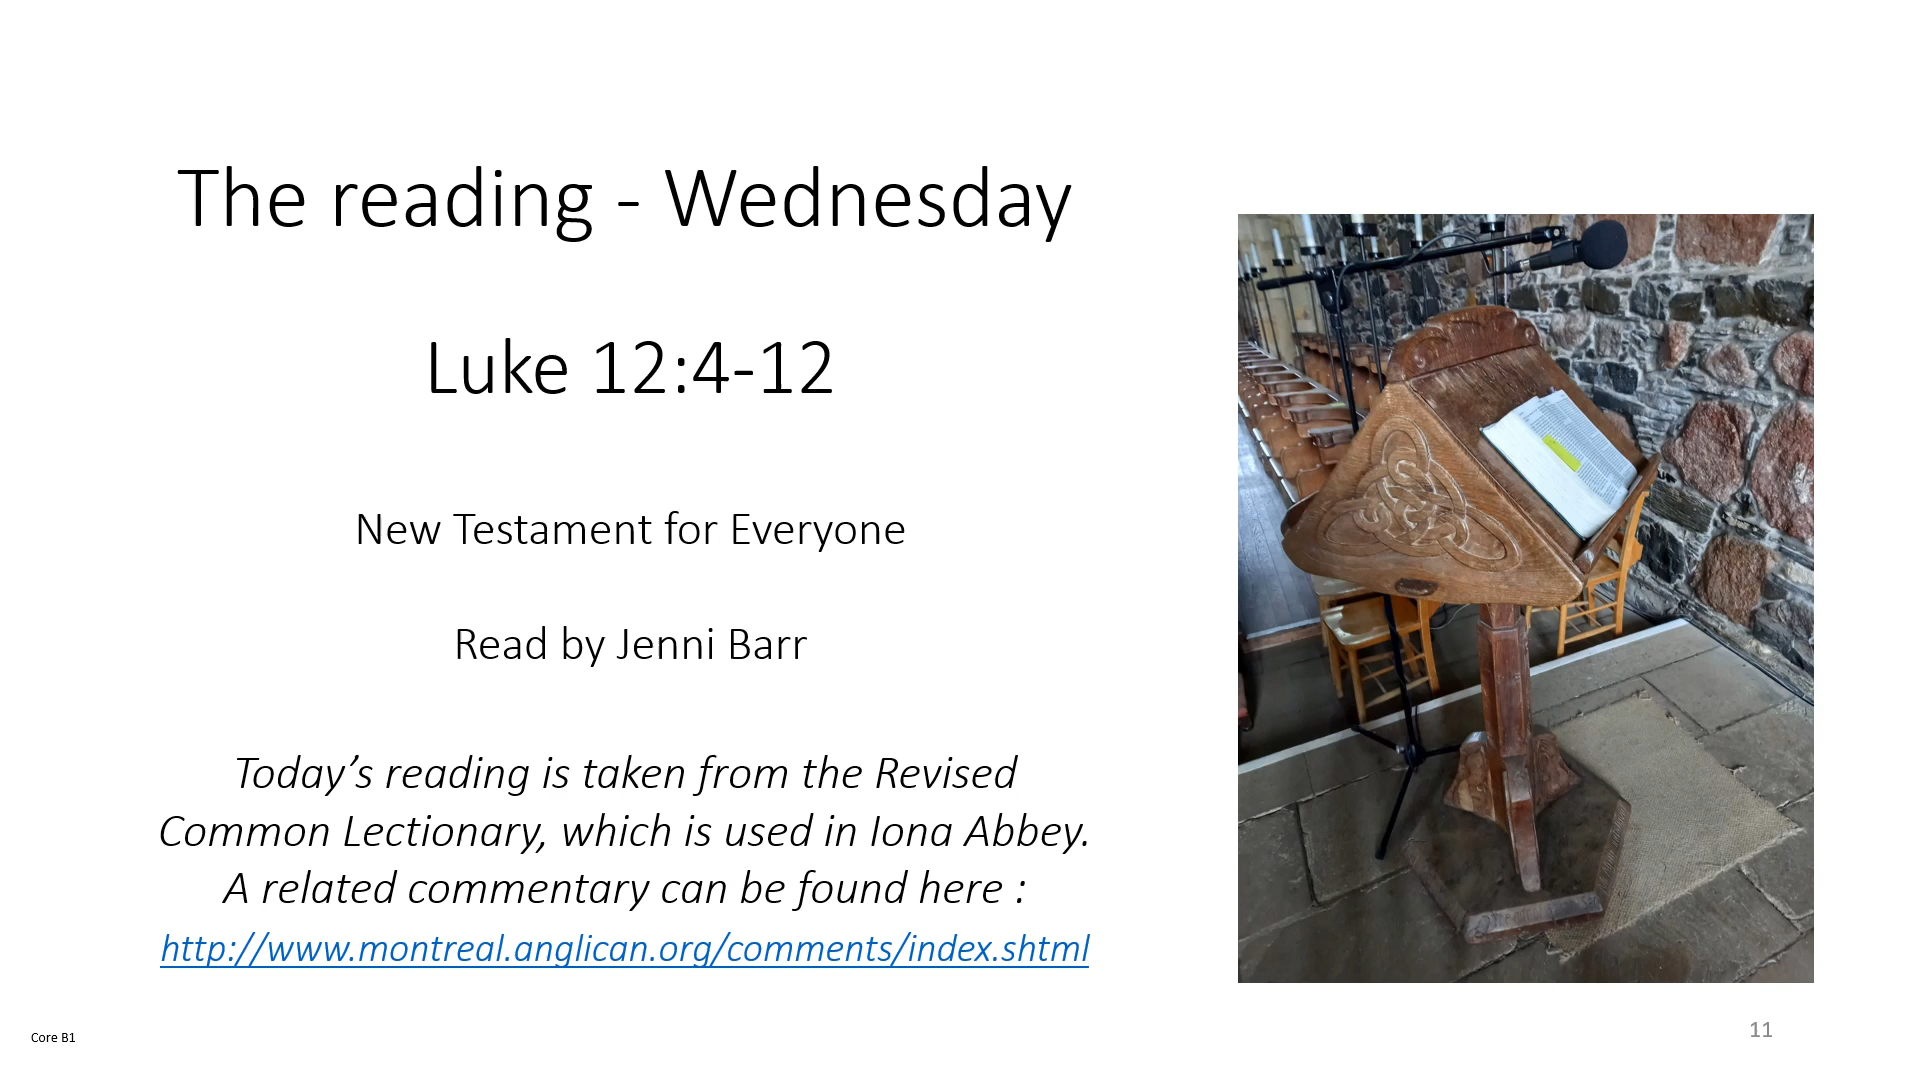 The reading - Wednesday
Luke 12:4-12
New Testament for Everyone
Read by Jenni Barr
Today’s reading is taken from the Revised
Common Lectionary, which is used in Iona Abbey.
A related commentary can be found here :
http://www.montreal.anglican.org/comments/index.shtml
Core B1
11